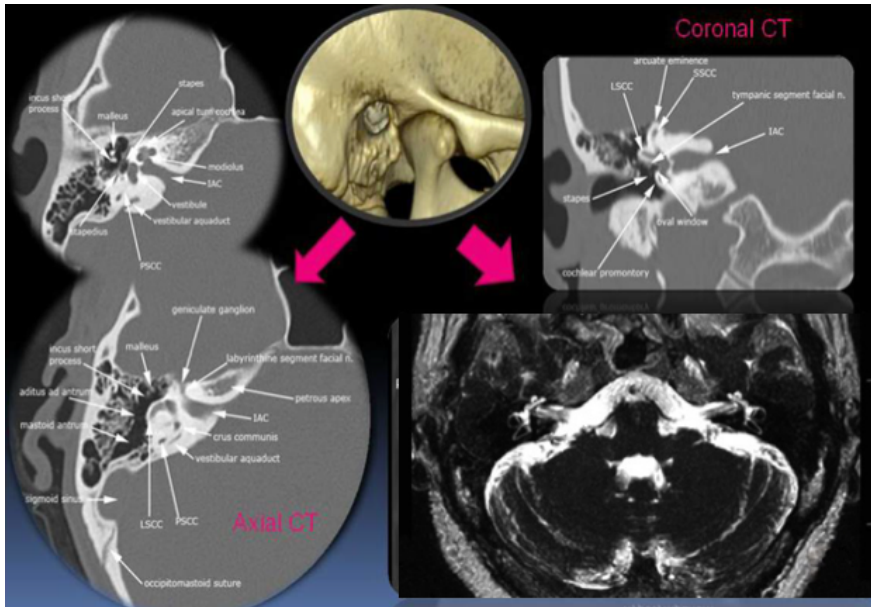 Coronal CT
arcuate eminence
SSCC
LSCC
tympanic segment facial n.
IAC
stapes
oval window
cochlear promontory
stapes
incus short
process
malleus
apical turn cochlea
modiolus
IAC
vestibule
vestibular aquaduct
stapedius
PSCC
geniculate ganglion
malleus
incus short
process
labyrinthine segment facial n.
aditus ad antrum
petrous apex
IAC
mastoid antrum
crus communis
vestibular aquaduct
sigmoid sinus
LSCC
PSCC
Axial CT
occipitomastoid suture